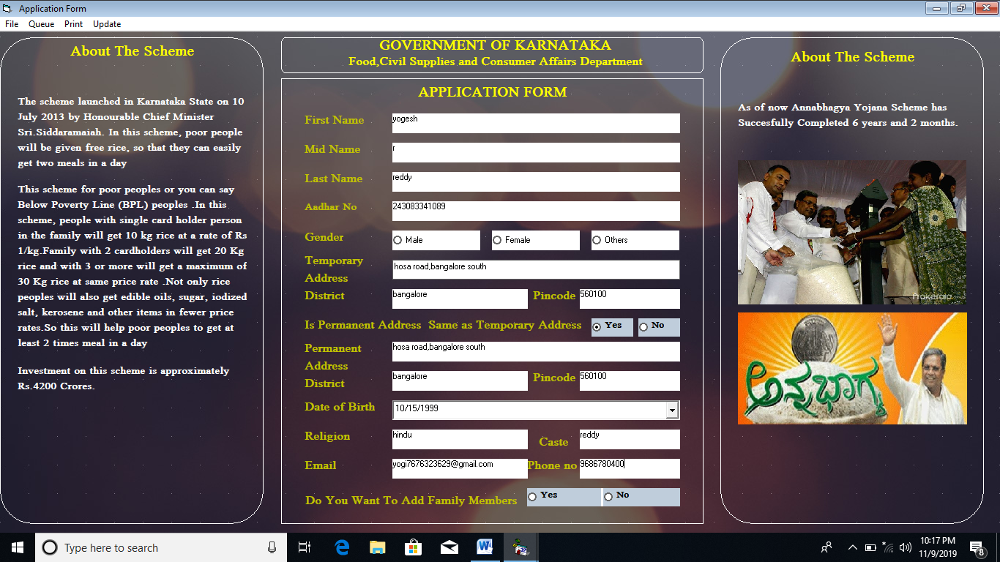 Application Form
File Queue Print Update
About The Scheme
The scheme launched in Karnataka State on 10
July 2013 by Honourable Chief Minister
Sri.Siddaramaiah. In this scheme, poor people
will be given free rice, so that they can easily
get two meals in a day
This scheme for poor peoples or you can say
Below Poverty Line (BPL) peoples .In this
scheme, people with single card holder person
in the family will get 10 kg rice at a rate of Rs
1/kg.Family with 2 cardholders will get 20 Kg
rice and with 3 or more will get a maximum of
30 Kg rice at same price rate .Not only rice
peoples will also get edible oils, sugar, iodized
salt, kerosene and other items in fewer price
rates.So this will help poor peoples to get at
least 2 times meal in a day
Investment on this scheme is approximately
Rs.4200 Crores.
GOVERNMENT OF KARNATAKA
Food,Civil Supplies and Consumer Affairs Department
APPLICATION FORM
First Name yogesh
Mid Name r
Last Name reddy
Aadhar No 243083341089
Gender Male Female Others
Temporary
Address hosa road,bangalore south
District bangalore Pincode 560100
Is Permanent Address Same as Temporary Address Yes No
Permanent
Address hosa road,bangalore south
District bangalore Pincode 560100
Date of Birth 10/15/1999
Religion hindu Caste reddy
Email yogi7676323629@gmail.com Phone no 9686780400
Do You Want To Add Family Members Yes No
About The Scheme
As of now Annabhagya Yojana Scheme has
Succesfully Completed 6 years and 2 months.
Prokerala
ಅನ್ನಭಾಗ್ಯ
Type here to search
10:17 PM
11/9/2019
8